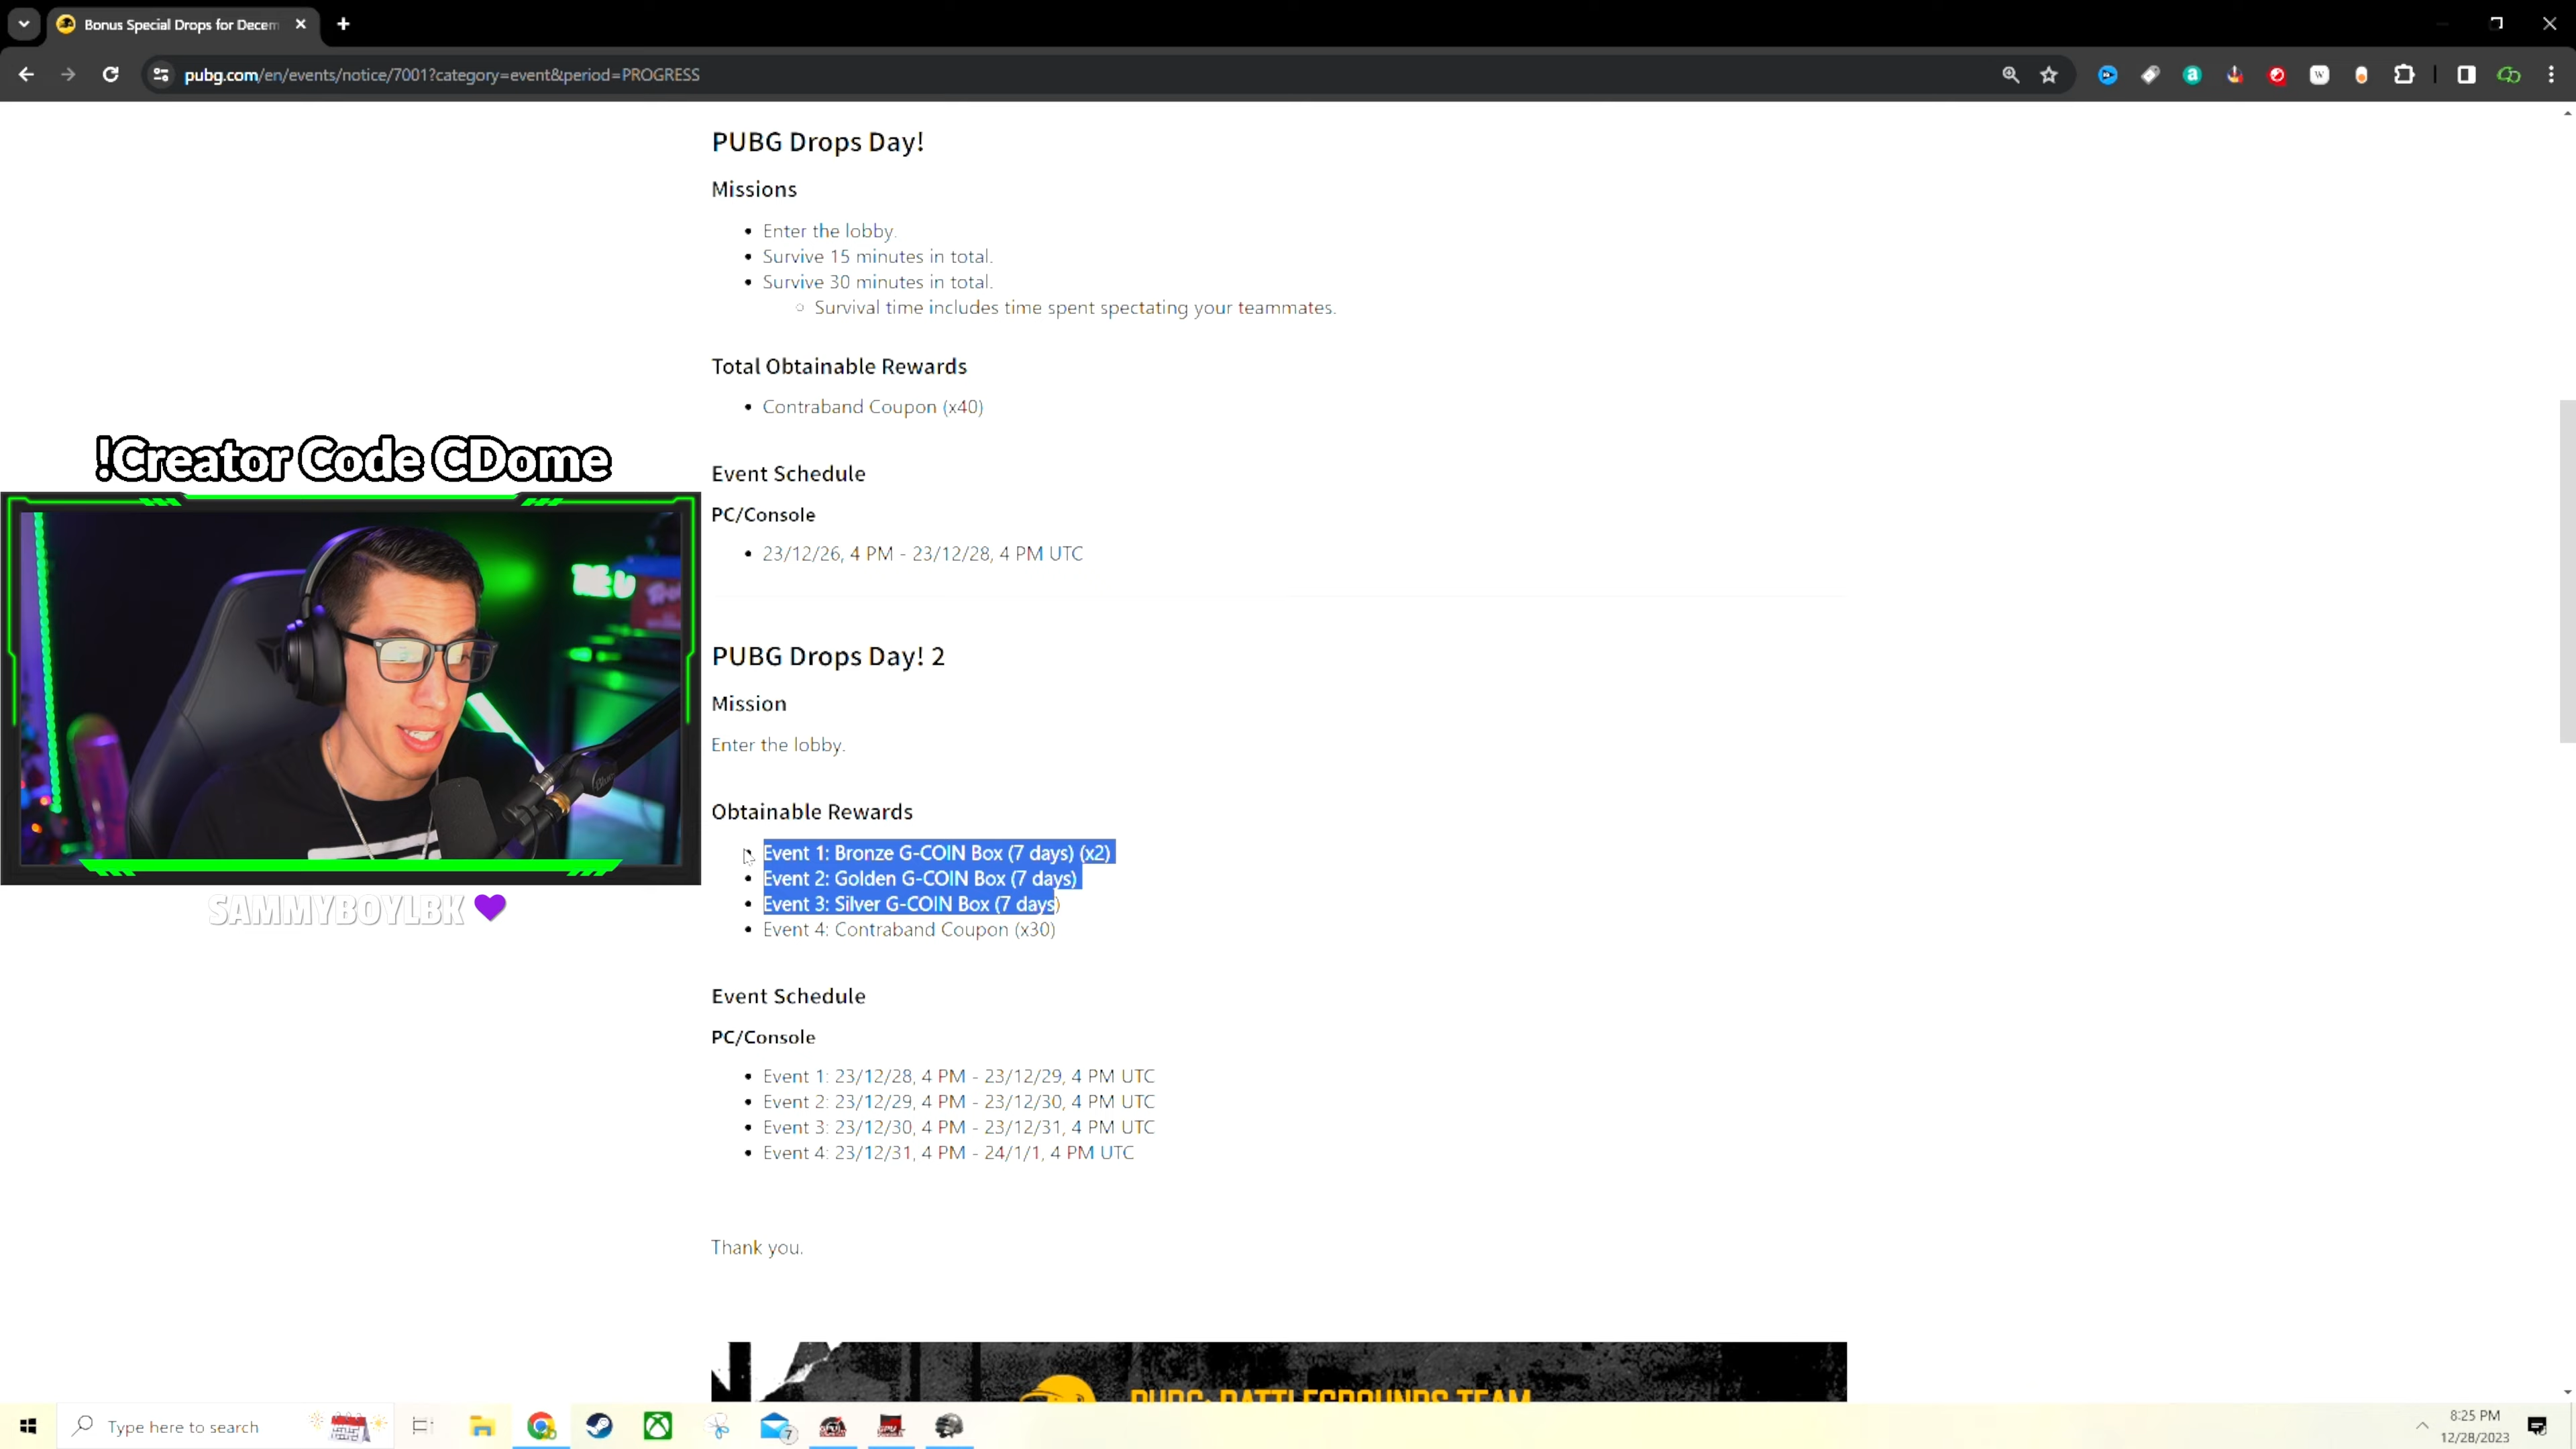 Bonus Special Drops for Decem
pubg.com/en/events/notice/7001?category=event&period=PROGRESS
PUBG Drops Day!
Missions
Enter the lobby.
Survive 15 minutes in total.
Survive 30 minutes in total.
Survival time includes time spent spectating your teammates.
Total Obtainable Rewards
Contraband Coupon (x40)
!Creator Code CDome
Event Schedule
PC/Console
23/12/26, 4 PM - 23/12/28, 4 PM UTC
PUBG Drops Day! 2
Mission
Enter the lobby.
Obtainable Rewards
Event 1: Bronze G-COIN Box (7 days) (x2)
Event 2: Golden G-COIN Box (7 days)
Event 3: Silver G-COIN Box (7 days)
Event 4: Contraband Coupon (x30)
SAMMYBOYLBK
Event Schedule
PC/Console
Event 1: 23/12/28, 4 PM - 23/12/29, 4 PM UTC
Event 2: 23/12/29, 4 PM - 23/12/30, 4 PM UTC
Event 3: 23/12/30, 4 PM - 23/12/31, 4 PM UTC
Event 4: 23/12/31, 4 PM - 24/1/1, 4 PM UTC
Thank you.
PUBG: BATTLEGROUNDS TEAM
Type here to search
7
8:25 PM
12/28/2023